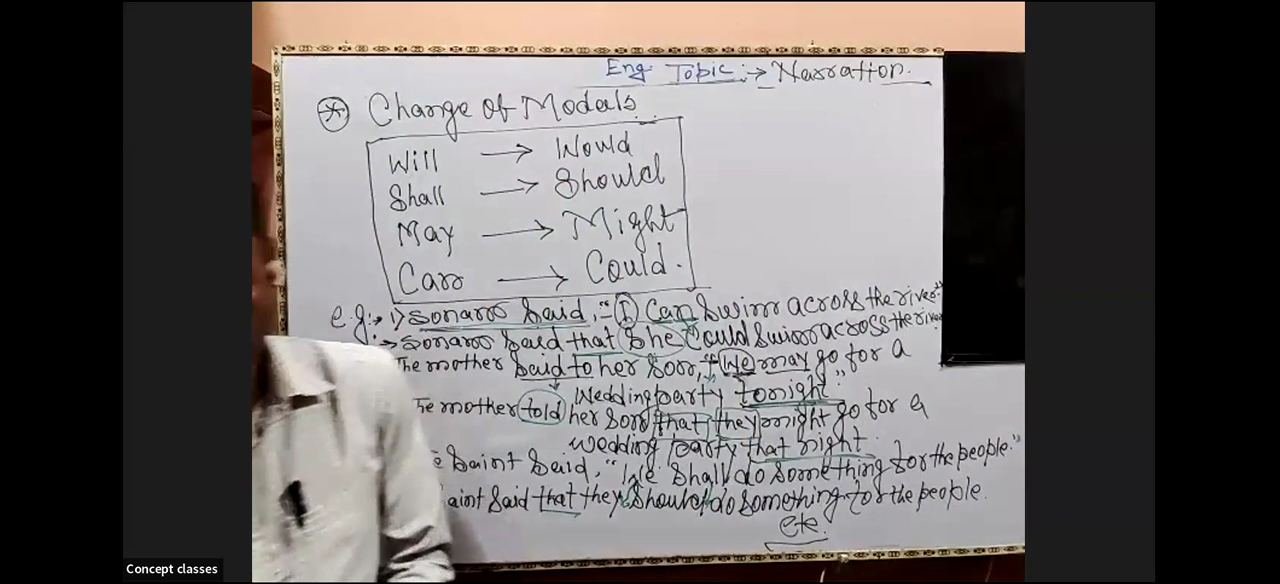 Eng. Topic :→ Narration.
Change of Modals
Will → Would
Shall → Should
May → Might
Can → Could.
e.g:→ 1) Sonam Said, "I Can Swim across the river."
:→ Sonam Said that She Could Swim across the river
The mother Said to her Son, "We may go for a
Wedding party tonight."
The mother told her Son that they might go for a
wedding party that night.
Saint Said, "We Shall do Something for the people."
aint Said that they Should do Something for the people.
etc.
Concept classes